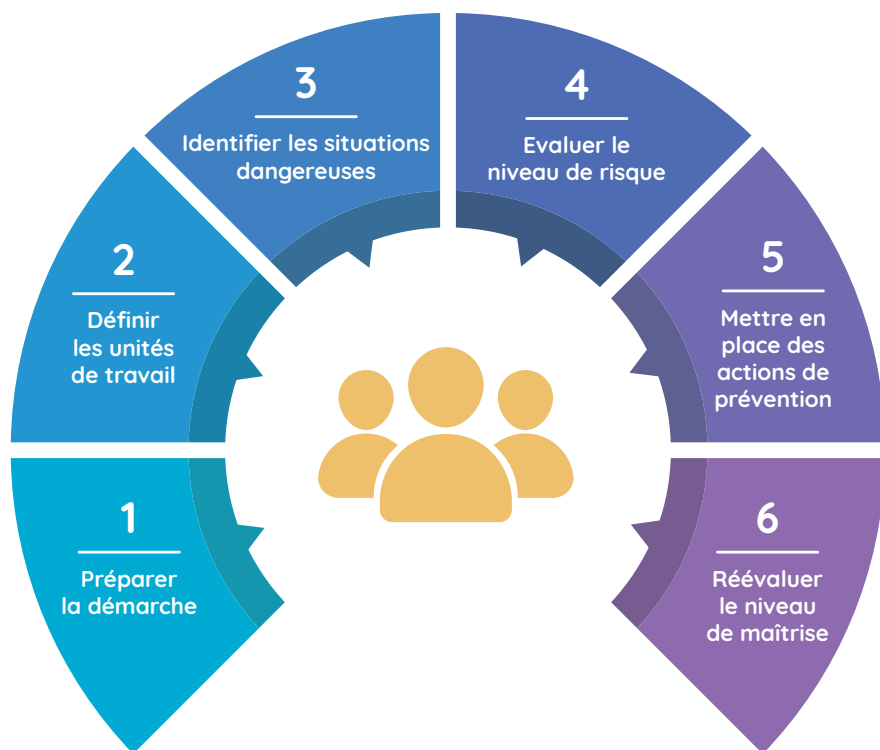 1
Préparer
la démarche
2
Définir
les unités
de travail
3
Identifier les situations
dangereuses
4
Evaluer le
niveau de risque
5
Mettre en
place des
actions de
prévention
6
Réévaluer
le niveau
de maîtrise